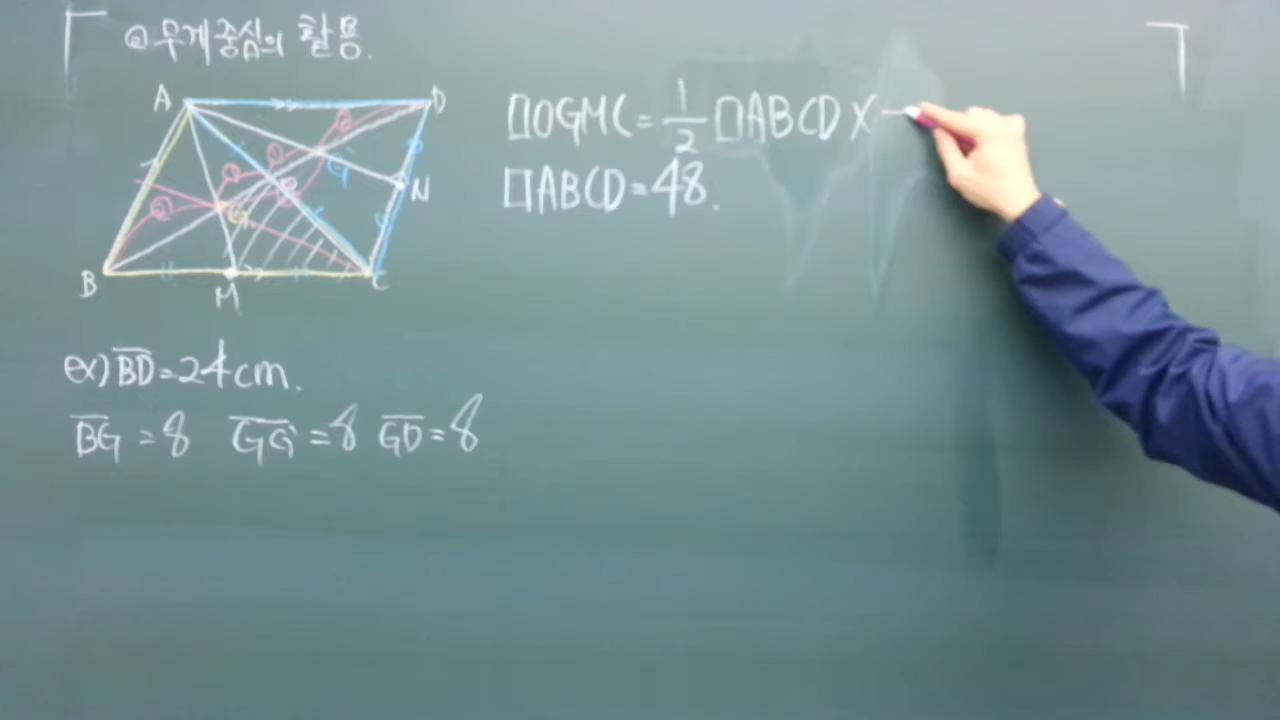 ② 무게중심의 활용.
A D
G'
N
G
B M C
□OGMC = 1/2 □ABCD ×
□ABCD = 48.
ex) BD = 24cm.
BG = 8 GG' = 8 GD = 8